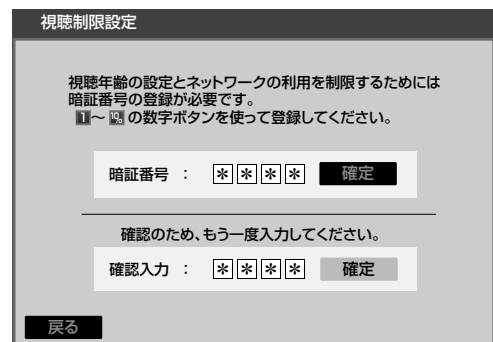 視聴制限設定
視聴年齢の設定とネットワークの利用を制限するためには
暗証番号の登録が必要です。
1～10の数字ボタンを使って登録してください。
暗証番号 : ＊＊＊＊ 確定
確認のため、もう一度入力してください。
確認入力 : ＊＊＊＊ 確定
戻る